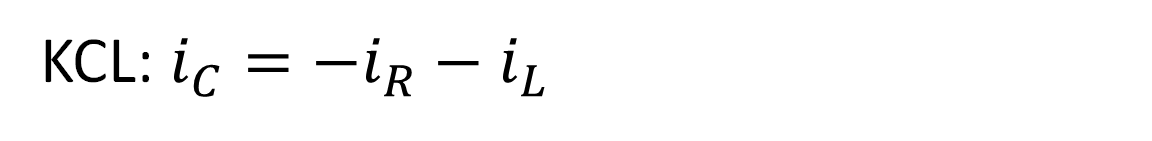 KCL: i_C = −i_R − i_L